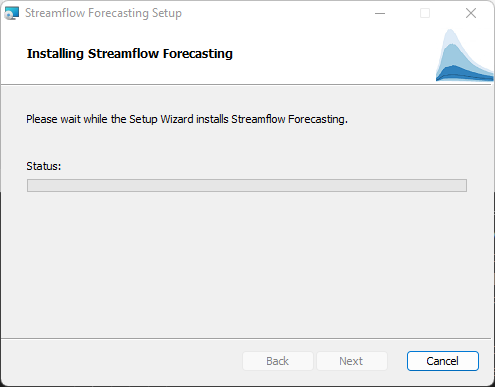 Streamflow Forecasting Setup
Installing Streamflow Forecasting
Please wait while the Setup Wizard installs Streamflow Forecasting.
Status:
Back Next Cancel